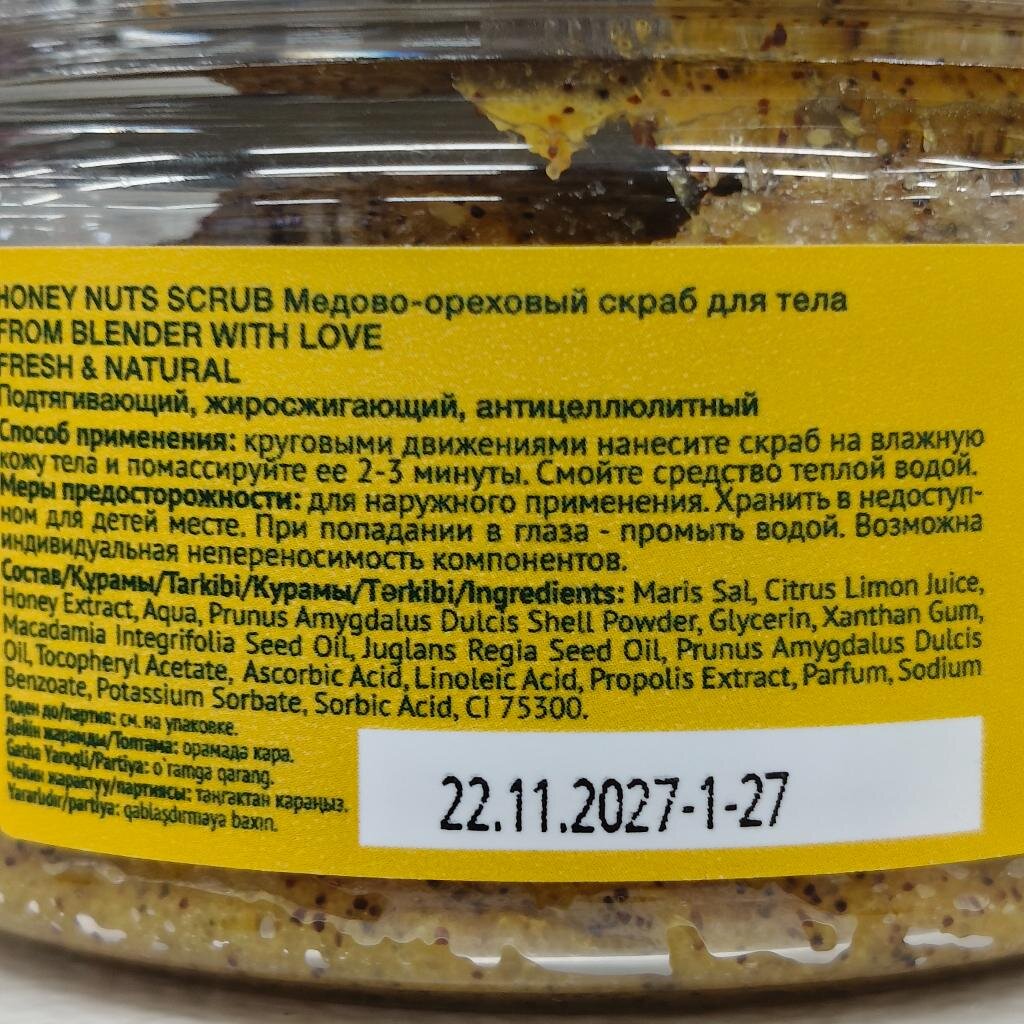 HONEY NUTS SCRUB Медово-ореховый скраб для тела
FROM BLENDER WITH LOVE
FRESH & NATURAL
Подтягивающий, жиросжигающий, антицеллюлитный
Способ применения: круговыми движениями нанесите скраб на влажную
кожу тела и помассируйте ее 2-3 минуты. Смойте средство теплой водой.
Меры предосторожности: для наружного применения. Хранить в недоступ-
ном для детей месте. При попадании в глаза - промыть водой. Возможна
индивидуальная непереносимость компонентов.
Состав/Құрамы/Tarkibi/Курамы/Tərkibi/Ingredients: Maris Sal, Citrus Limon Juice,
Honey Extract, Aqua, Prunus Amygdalus Dulcis Shell Powder, Glycerin, Xanthan Gum,
Macadamia Integrifolia Seed Oil, Juglans Regia Seed Oil, Prunus Amygdalus Dulcis
Oil, Tocopheryl Acetate, Ascorbic Acid, Linoleic Acid, Propolis Extract, Parfum, Sodium
Benzoate, Potassium Sorbate, Sorbic Acid, CI 75300.
Годен до/партия: см. на упаковке.
Дейін жарамды/Топтама: орамада қара.
Gacha Yaroqli/Partiya: o`ramga qarang.
Чейин жарактуу/партиясы: таңгактан караңыз.
Yararlıdır/partiya: qablaşdırmaya baxın.
22.11.2027-1-27